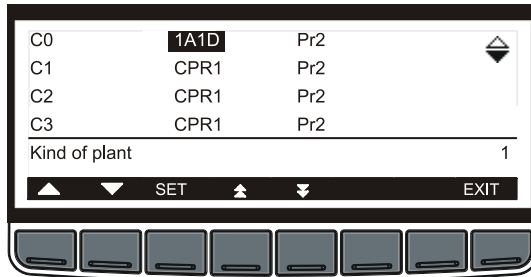 C0 1A1D Pr2
C1 CPR1 Pr2
C2 CPR1 Pr2
C3 CPR1 Pr2
Kind of plant 1
SET EXIT